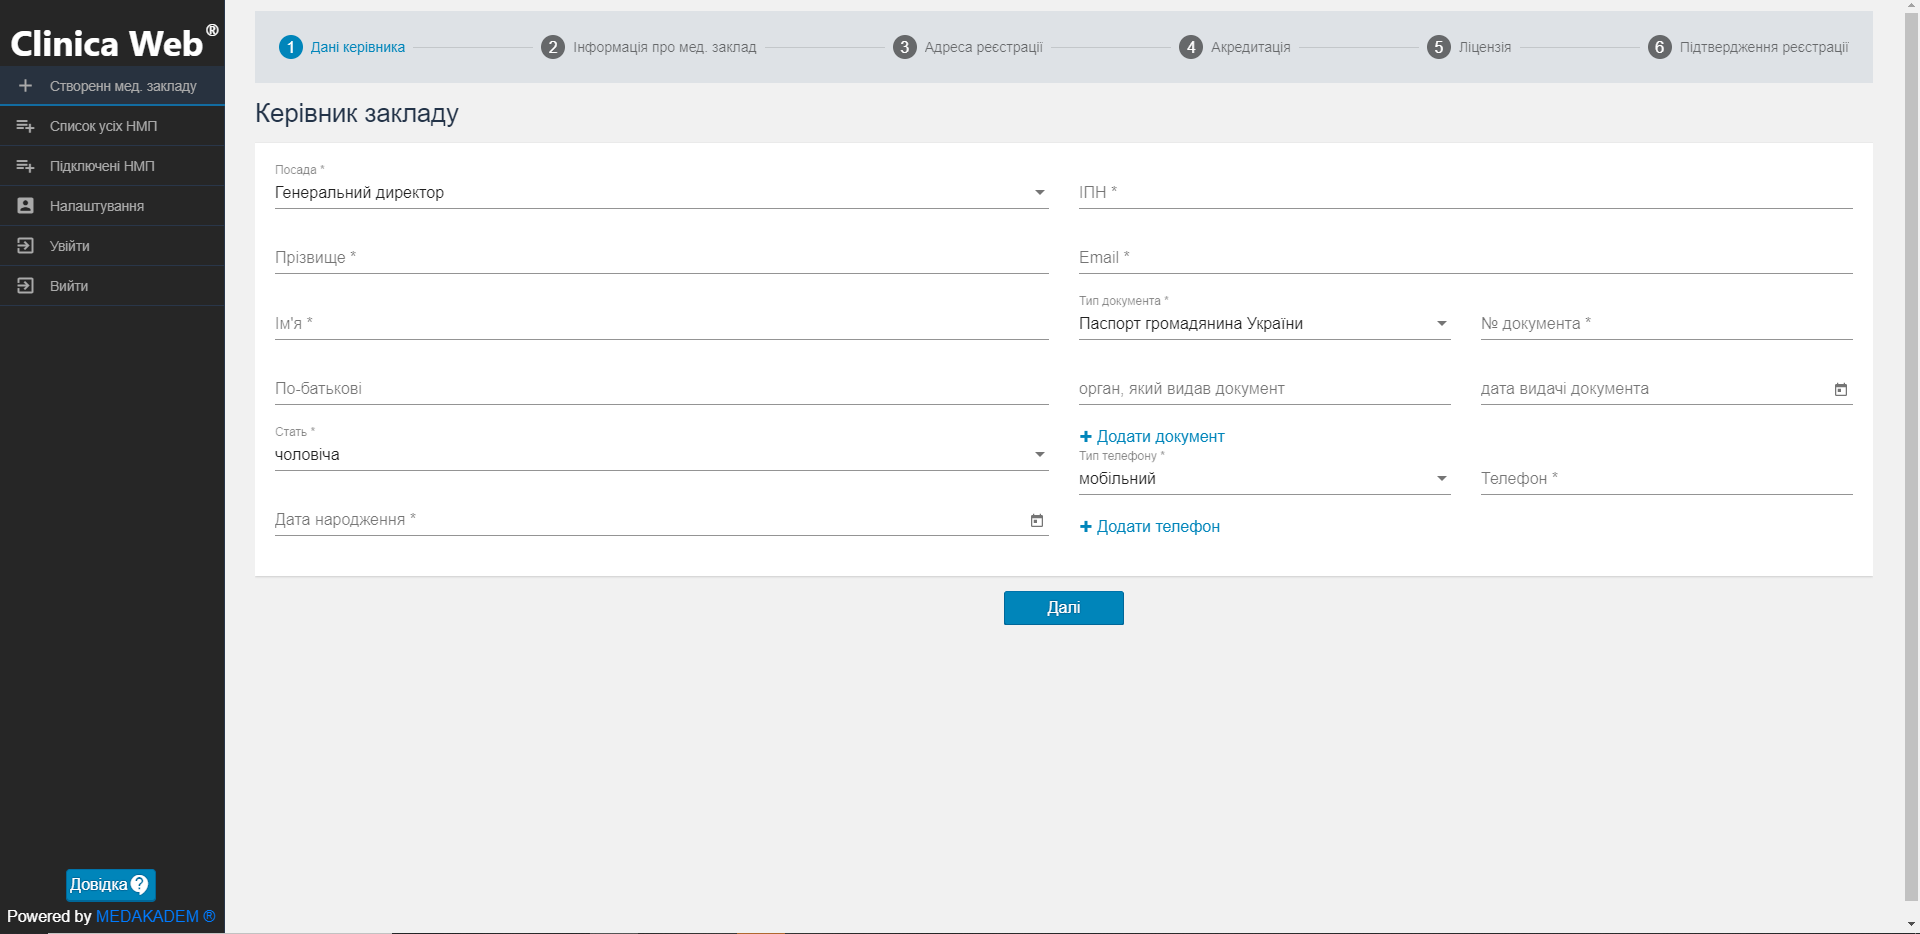 Clinica Web®
Створенн мед. закладу
Список усіх НМП
Підключені НМП
Налаштування
Увійти
Вийти
Довідка ?
Powered by MEDAKADEM ®
1 Дані керівника
2 Інформація про мед. заклад
3 Адреса реєстрації
4 Акредитація
5 Ліцензія
6 Підтвердження реєстрації
Керівник закладу
Посада *
Генеральний директор
ІПН *
Прізвище *
Email *
Ім'я *
Тип документа *
Паспорт громадянина України
№ документа *
По-батькові
орган, який видав документ
дата видачі документа
Стать *
чоловіча
+ Додати документ
Тип телефону *
мобільний
Телефон *
Дата народження *
+ Додати телефон
Далі